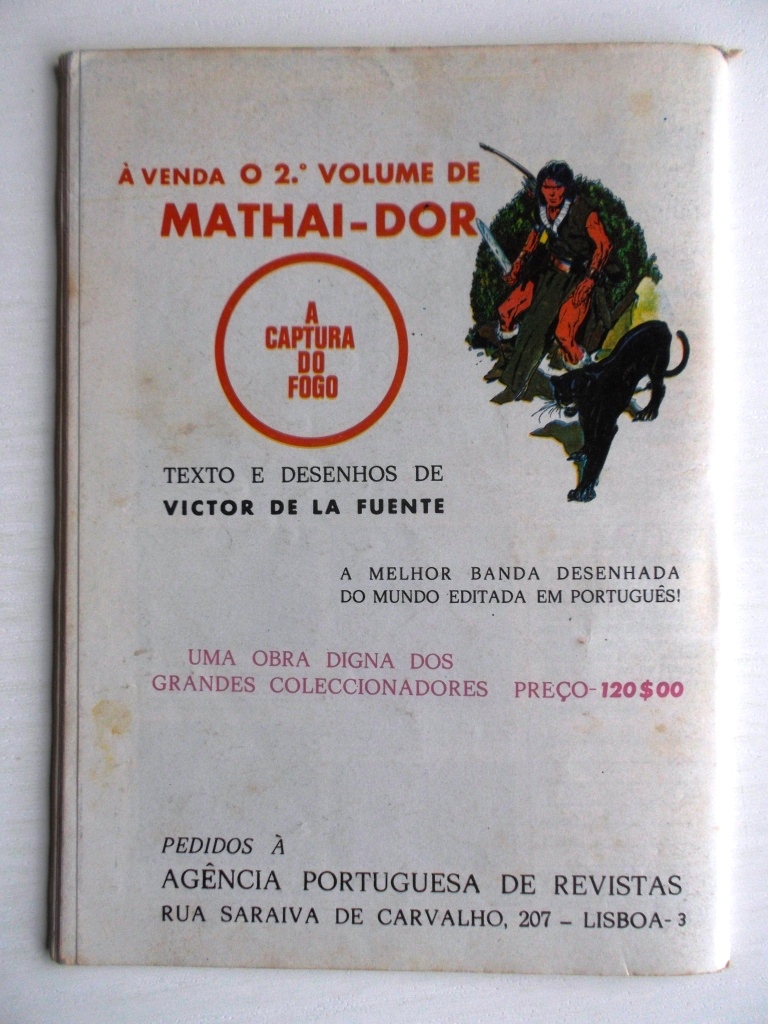 À VENDA O 2.º VOLUME DE
MATHAI-DOR
A
CAPTURA
DO
FOGO
TEXTO E DESENHOS DE
VICTOR DE LA FUENTE
A MELHOR BANDA DESENHADA
DO MUNDO EDITADA EM PORTUGUÊS!
UMA OBRA DIGNA DOS
GRANDES COLECCIONADORES PREÇO-120$00
PEDIDOS À
AGÊNCIA PORTUGUESA DE REVISTAS
RUA SARAIVA DE CARVALHO, 207 – LISBOA-3